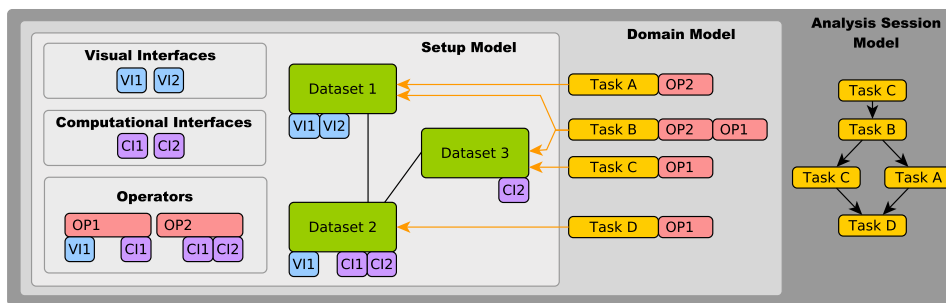 Analysis Session
Model
Domain Model
Setup Model
Visual Interfaces
VI1 VI2
Computational Interfaces
CI1 CI2
Operators
OP1 OP2
VI1 CI1 CI1 CI2
Dataset 1
VI1 VI2
Dataset 3
CI2
Dataset 2
VI1 CI1 CI2
Task A OP2
Task B OP2 OP1
Task C OP1
Task D OP1
Task C
Task B
Task C Task A
Task D